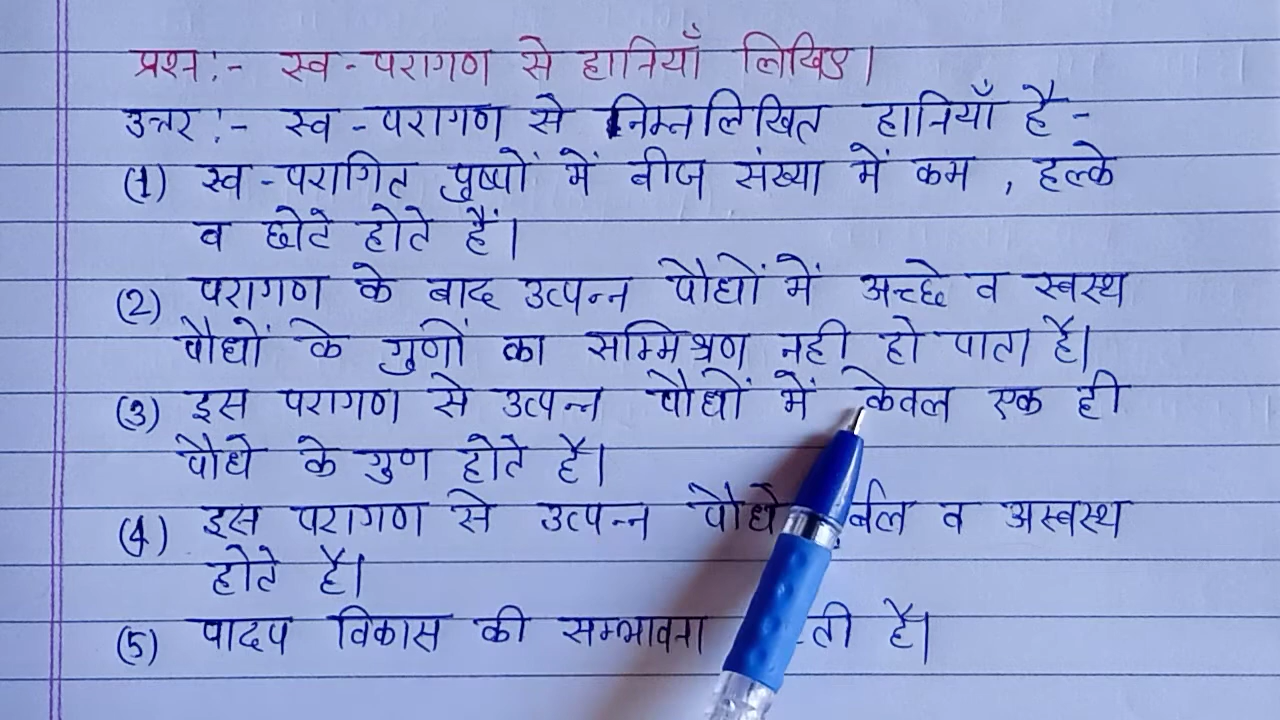 प्रश्न:- स्व-परागण से हानियाँ लिखिए।
उत्तर:- स्व-परागण से निम्नलिखित हानियाँ है-
(1) स्व-परागित पुष्पों में बीज संख्या में कम, हल्के
व छोटे होते हैं।
(2) परागण के बाद उत्पन्न पौधों में अच्छे व स्वस्थ
पौधों के गुणों का सम्मिश्रण नही हो पाता है।
(3) इस परागण से उत्पन्न पौधों में केवल एक ही
पौधे के गुण होते है।
(4) इस परागण से उत्पन्न पौधे व अस्वस्थ
होते है।
(5) पादप विकास की सम्भावना है।